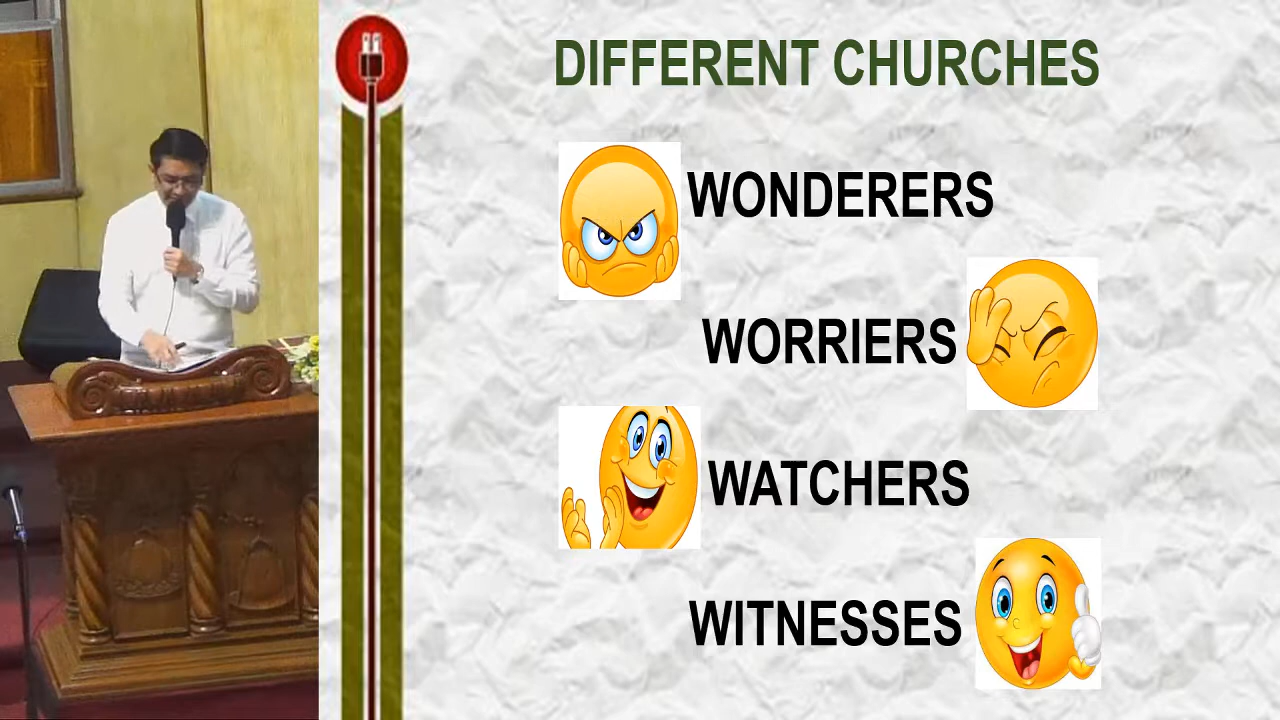 DIFFERENT CHURCHES
WONDERERS
WORRIERS
WATCHERS
WITNESSES